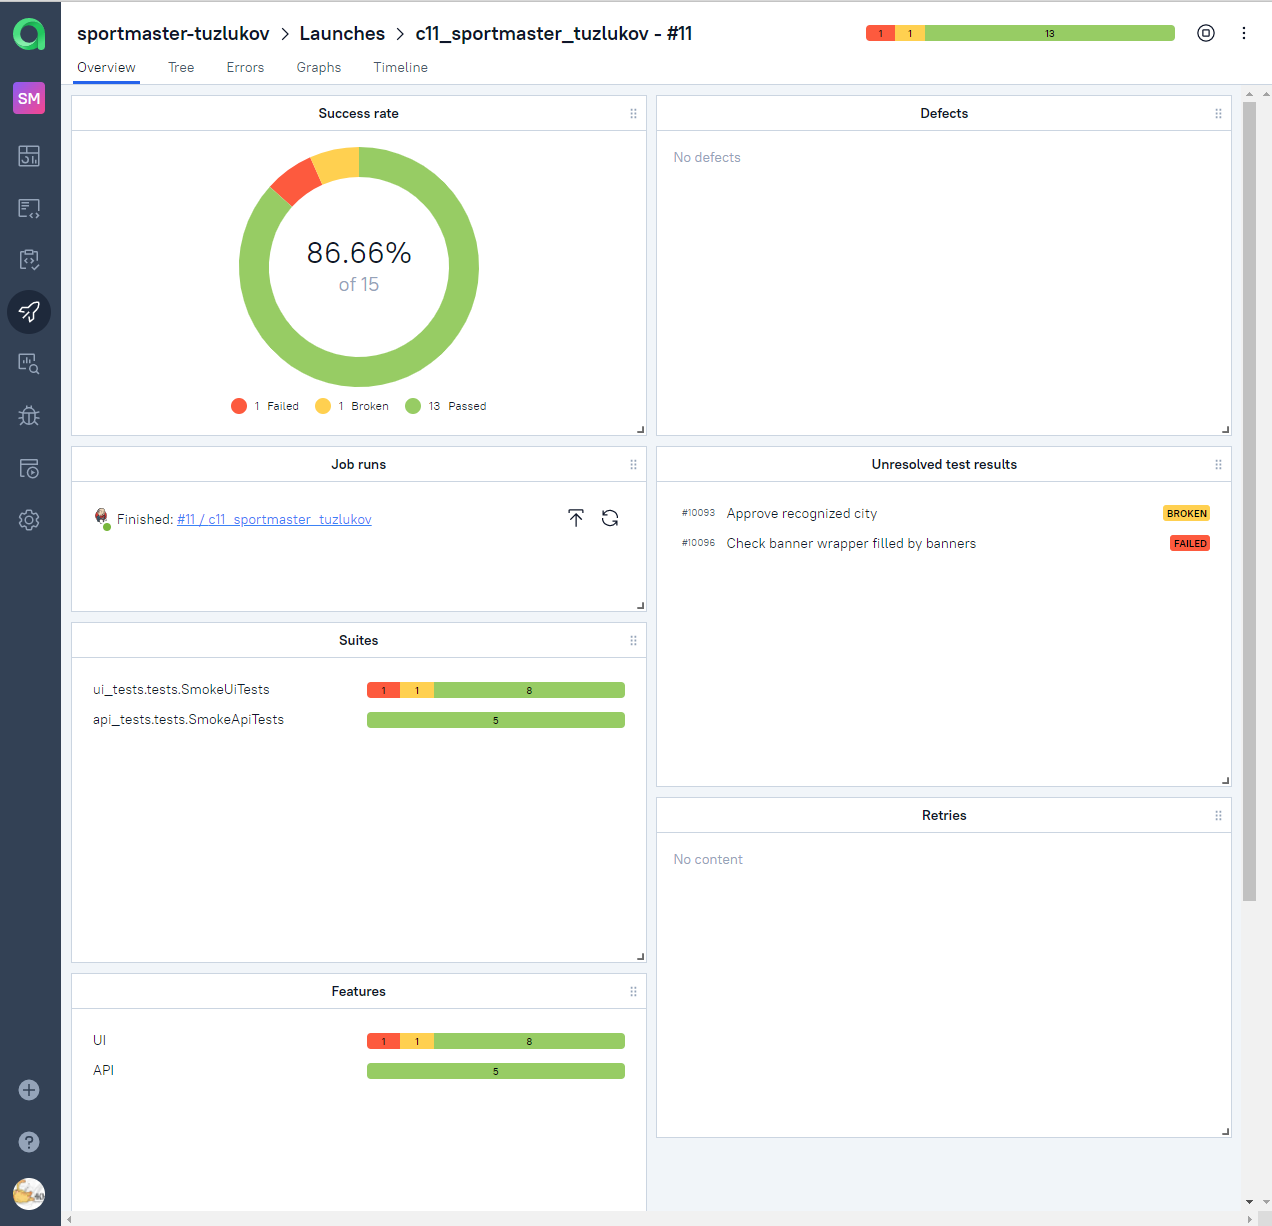 sportmaster-tuzlukov > Launches > c11_sportmaster_tuzlukov - #11
1 1 13
Overview Tree Errors Graphs Timeline
SM
Success rate
86.66%
of 15
1 Failed 1 Broken 13 Passed
Defects
No defects
Job runs
Finished: #11 / c11_sportmaster_tuzlukov
Unresolved test results
#10093 Approve recognized city BROKEN
#10096 Check banner wrapper filled by banners FAILED
Suites
ui_tests.tests.SmokeUiTests 1 1 8
api_tests.tests.SmokeApiTests 5
Retries
No content
Features
UI 1 1 8
API 5